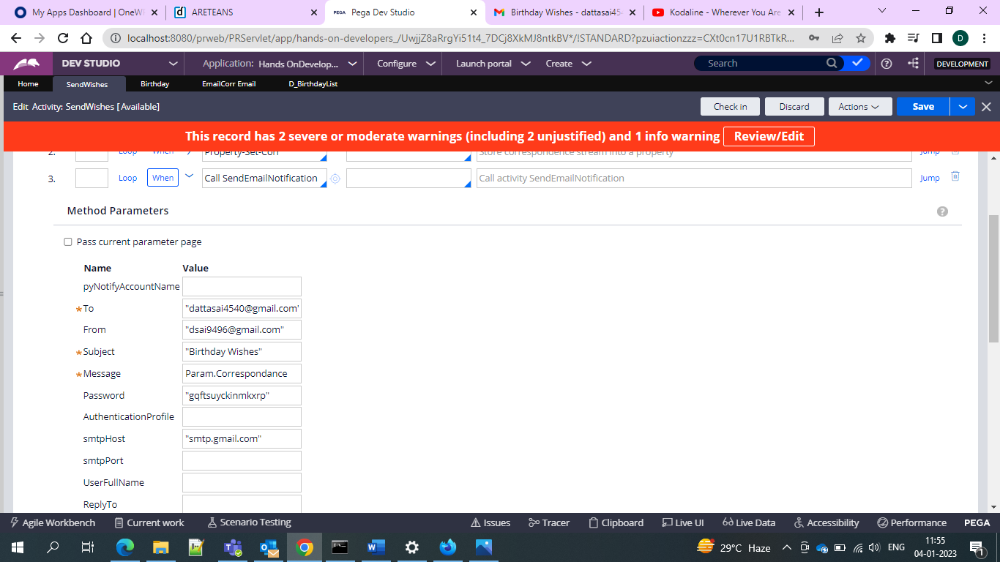 My Apps Dashboard | OneWI
ARETEANS
PEGA Pega Dev Studio
Birthday Wishes - dattasai45
Kodaline - Wherever You Are
localhost:8080/prweb/PRServlet/app/hands-on-developers_/UwjjZ8aRrgYi51t4_7DCj8XkMJ8ntkBV*/!STANDARD?pzuiactionzzz=CXt0cn17U1RBTkR...
D
DEV STUDIO
Application: Hands OnDevelop...
Configure
Launch portal
Create
Search
DEVELOPMENT
Home
SendWishes
Birthday
EmailCorr Email
D_BirthdayList
Edit Activity: SendWishes [Available]
Check in
Discard
Actions
Save
This record has 2 severe or moderate warnings (including 2 unjustified) and 1 info warning
Review/Edit
2. Loop When Property-Set-Corr Store correspondence stream into a property Jump
3. Loop When Call SendEmailNotification Call activity SendEmailNotification Jump
Method Parameters
Pass current parameter page
Name Value
pyNotifyAccountName
*To "dattasai4540@gmail.com"
From "dsai9496@gmail.com"
*Subject "Birthday Wishes"
*Message Param.Correspondance
Password "gqftsuyckinmkxrp"
AuthenticationProfile
smtpHost "smtp.gmail.com"
smtpPort
UserFullName
ReplyTo
Agile Workbench
Current work
Scenario Testing
Issues
Tracer
Clipboard
Live UI
Live Data
Accessibility
Performance
PEGA
29°C Haze
ENG
11:55
04-01-2023
1